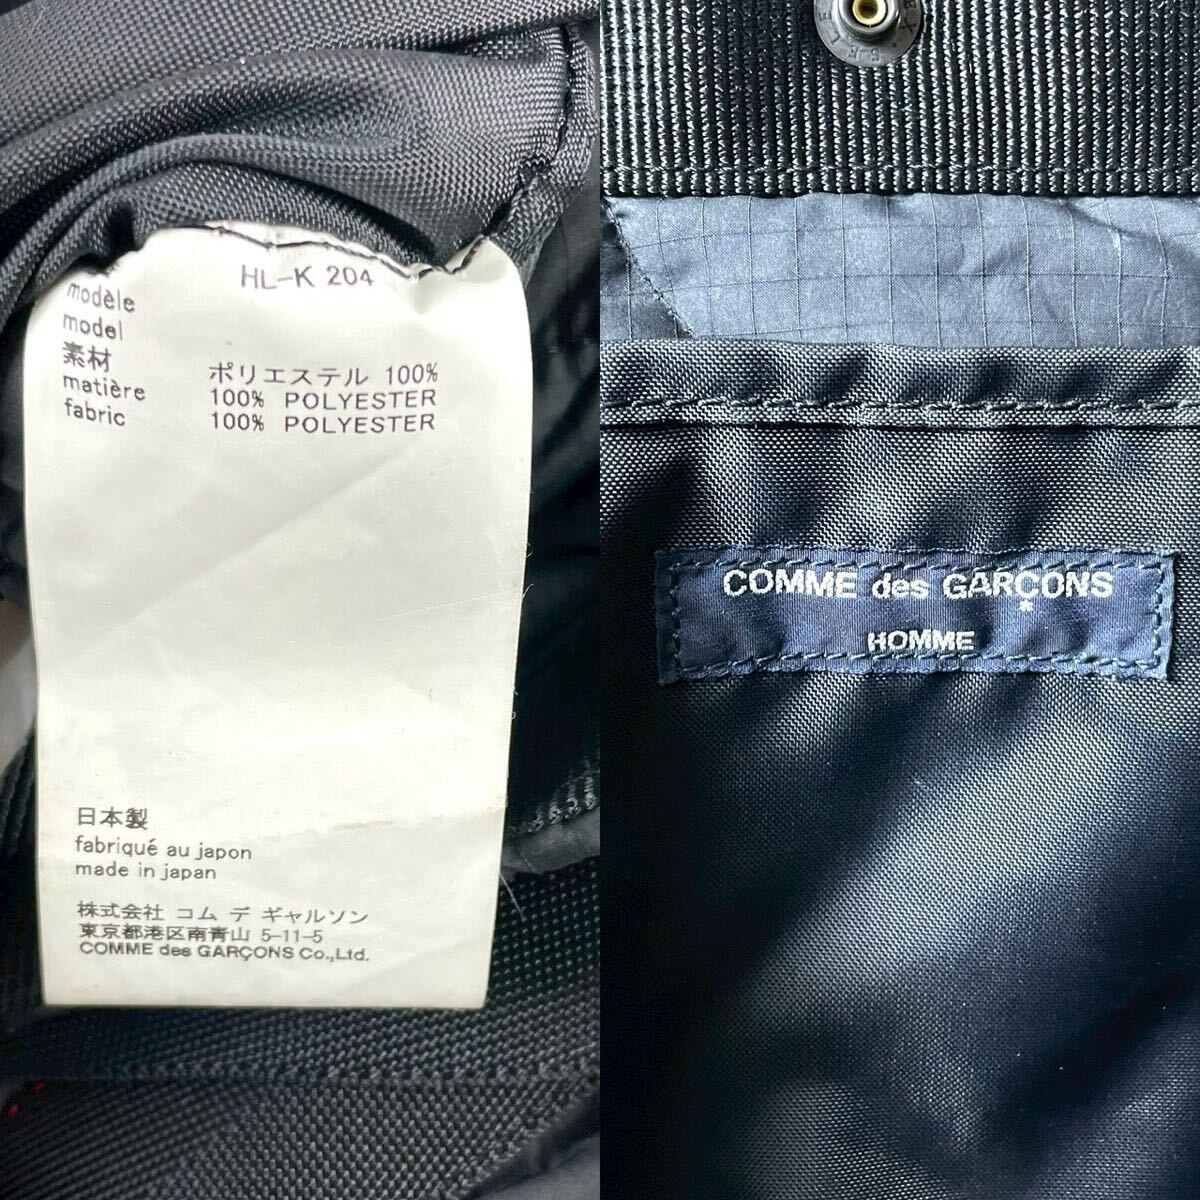 HL-K 204
modèle
model
素材
matière
fabric
ポリエステル 100%
100% POLYESTER
100% POLYESTER
日本製
fabriqué au japon
made in japan
株式会社 コム デ ギャルソン
東京都港区南青山 5-11-5
COMME des GARÇONS Co.,Ltd.
COMME des GARÇONS
HOMME